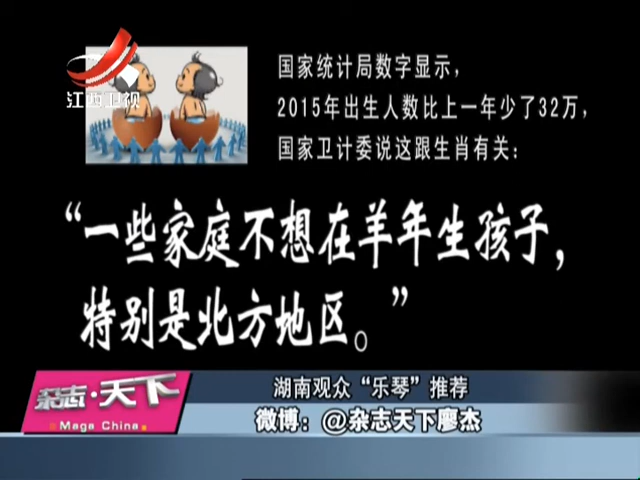 江西卫视
国家统计局数字显示，
2015年出生人数比上一年少了32万，
国家卫计委说这跟生肖有关：
“一些家庭不想在羊年生孩子，
特别是北方地区。”
杂志·天下
Maga China
湖南观众“乐琴”推荐
微博：@杂志天下廖杰